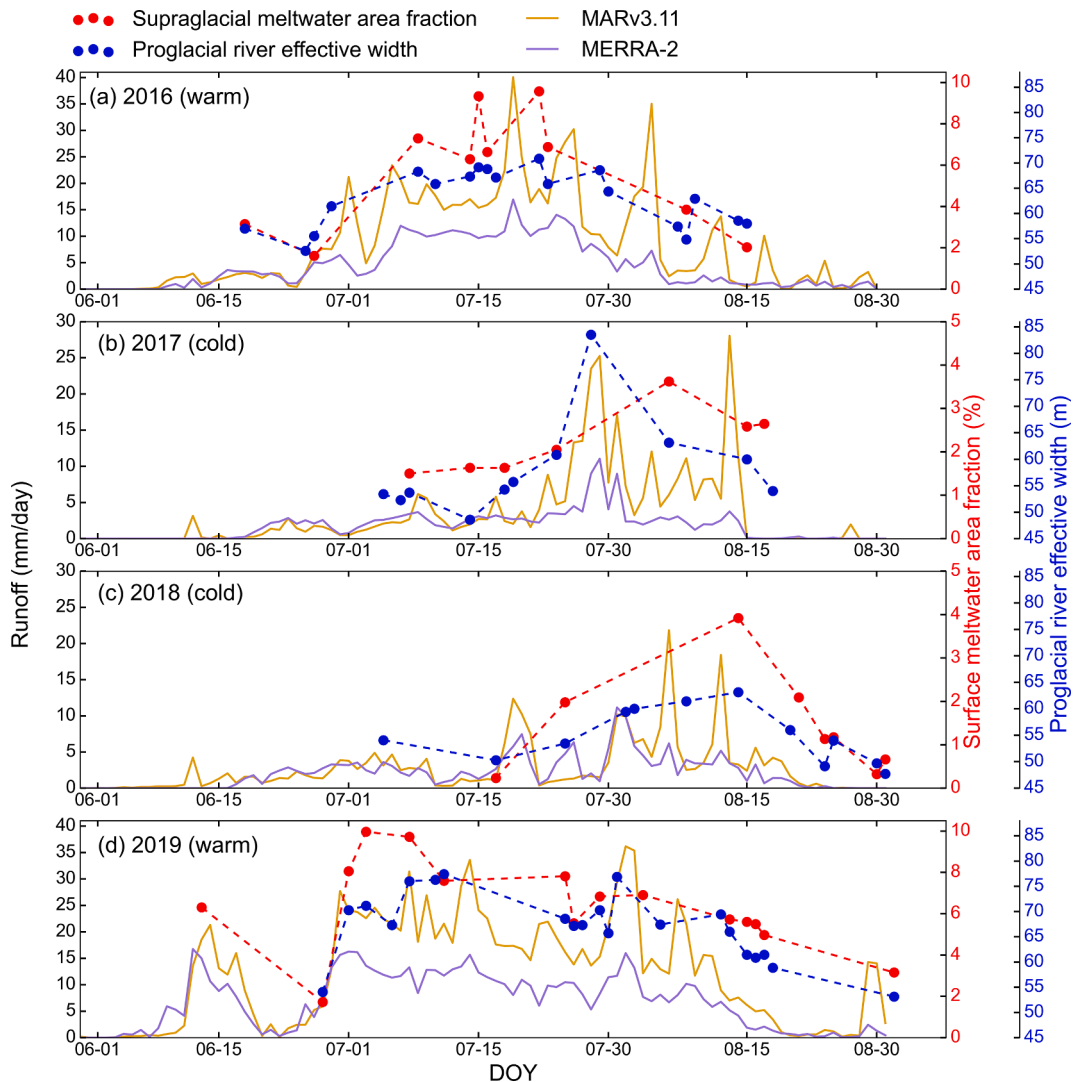 Supraglacial meltwater area fraction MARv3.11
Proglacial river effective width MERRA-2
(a) 2016 (warm)
40 35 30 25 20 15 10 5 0
10 8 6 4 2 0
85 80 75 70 65 60 55 50 45
06-01 06-15 07-01 07-15 07-30 08-15 08-30
(b) 2017 (cold)
30 25 20 15 10 5 0
5 4 3 2 1 0
85 80 75 70 65 60 55 50 45
06-01 06-15 07-01 07-15 07-30 08-15 08-30
Runoff (mm/day)
Surface meltwater area fraction (%)
Proglacial river effective width (m)
(c) 2018 (cold)
30 25 20 15 10 5 0
5 4 3 2 1 0
85 80 75 70 65 60 55 50 45
06-01 06-15 07-01 07-15 07-30 08-15 08-30
(d) 2019 (warm)
40 35 30 25 20 15 10 5 0
10 8 6 4 2 0
85 80 75 70 65 60 55 50 45
06-01 06-15 07-01 07-15 07-30 08-15 08-30
DOY